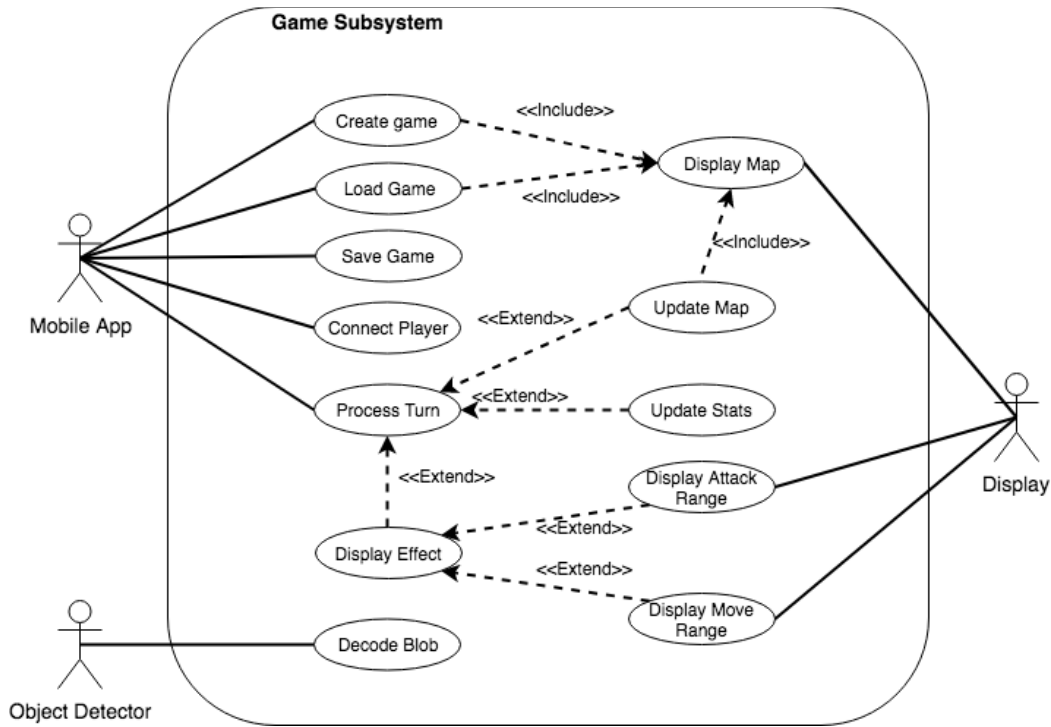 Game Subsystem
Create game
<<Include>>
Display Map
Load Game
<<Include>>
Save Game
<<Include>>
Mobile App
Connect Player
<<Extend>>
Update Map
Process Turn
<<Extend>>
Update Stats
<<Extend>>
Display Attack
Range
Display
<<Extend>>
Display Effect
<<Extend>>
Display Move
Range
Decode Blob
Object Detector